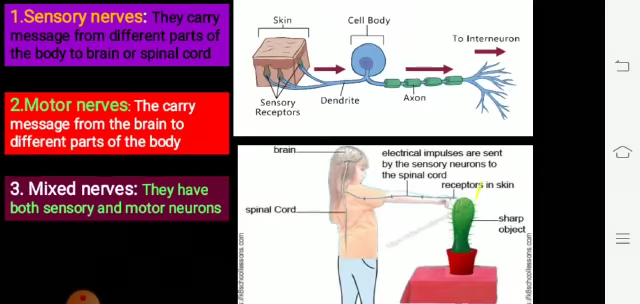 1.Sensory nerves: They carry
message from different parts of
the body to brain or spinal cord
2.Motor nerves: The carry
message from the brain to
different parts of the body
3. Mixed nerves: They have
both sensory and motor neurons
Skin
Cell Body
To Interneuron
Sensory
Receptors
Dendrite
Axon
brain
electrical impulses are sent
by the sensory neurons to
the spinal cord
receptors in skin
spinal Cord
sharp
object